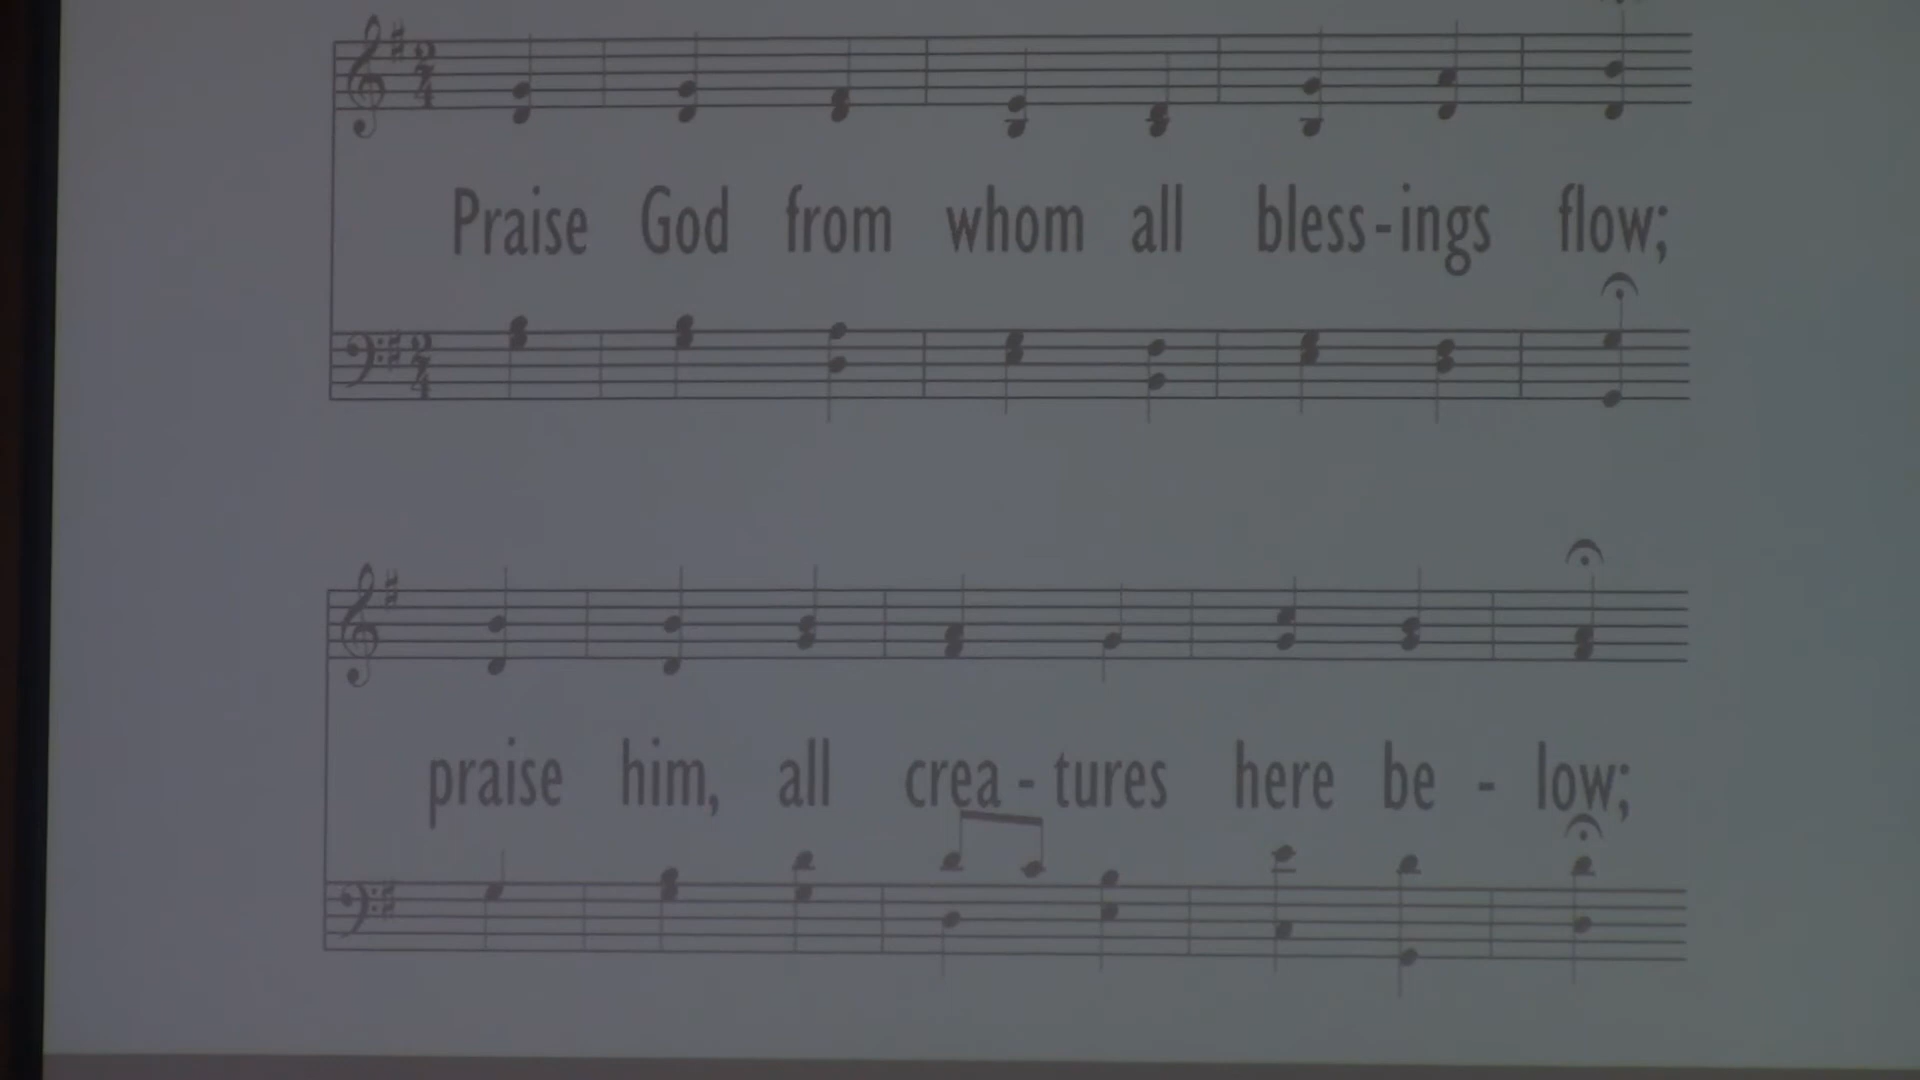 Praise God from whom all bless-ings flow;
praise him, all crea - tures here be - low;